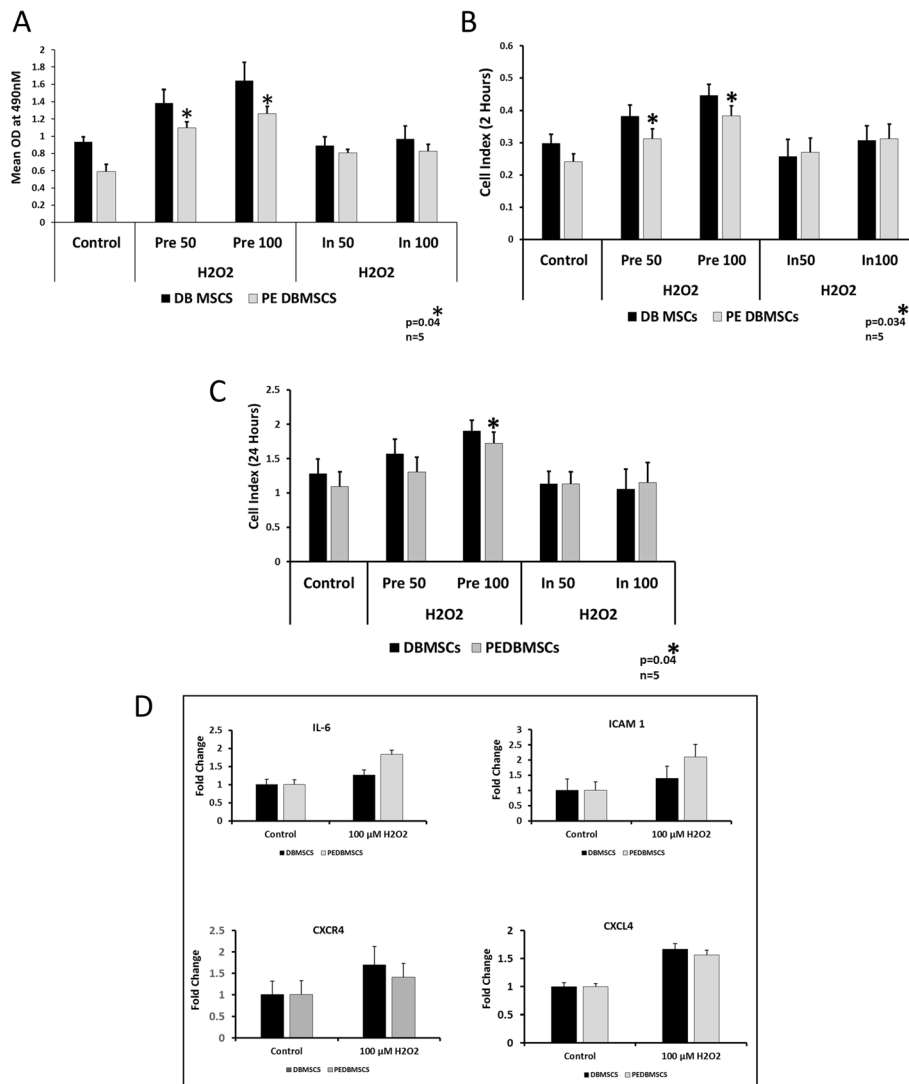 A
Mean OD at 490nM
2
1.8
1.6
1.4
1.2
1
0.8
0.6
0.4
0.2
0
Control Pre 50 Pre 100 In 50 In 100
H2O2 H2O2
DB MSCS PE DBMSCS
* *
*
p=0.04
n=5
B
Cell Index (2 Hours)
0.6
0.5
0.4
0.3
0.2
0.1
0
Control Pre 50 Pre 100 In50 In100
H2O2 H2O2
DB MSCs PE DBMSCs
* *
*
p=0.034
n=5
C
Cell Index (24 Hours)
2.5
2
1.5
1
0.5
0
Control Pre 50 Pre 100 In 50 In 100
H2O2 H2O2
DBMSCs PEDBMSCs
*
*
p=0.04
n=5
D
IL-6
Fold Change
2.5
2
1.5
1
0.5
0
Control 100 µM H2O2
DBMSCS PEDBMSCS
ICAM 1
Fold Change
3
2.5
2
1.5
1
0.5
0
Control 100 µM H2O2
DBMSCS PEDBMSCS
CXCR4
Fold Change
2.5
2
1.5
1
0.5
0
Control 100 µM H2O2
DBMSCS PEDBMSCS
CXCL4
Fold Change
2
1.5
1
0.5
0
Control 100 µM H2O2
DBMSCS PEDBMSCS